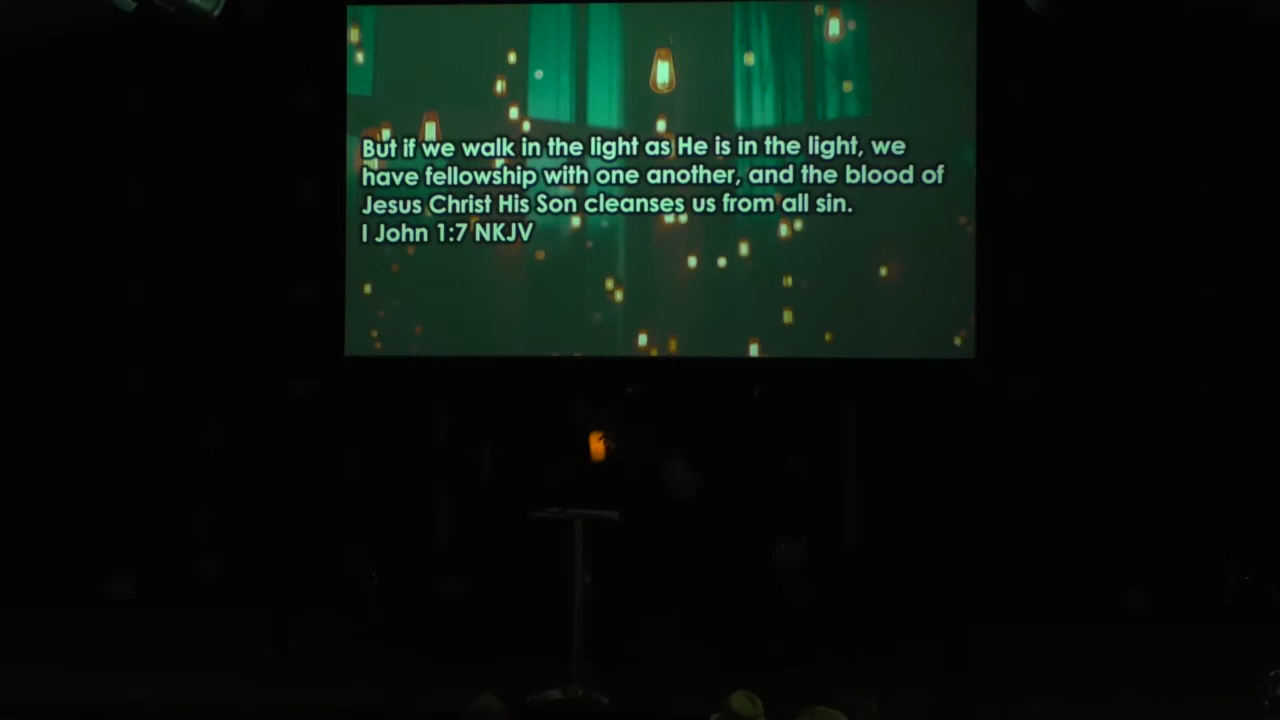 But if we walk in the light as He is in the light, we
have fellowship with one another, and the blood of
Jesus Christ His Son cleanses us from all sin.
I John 1:7 NKJV